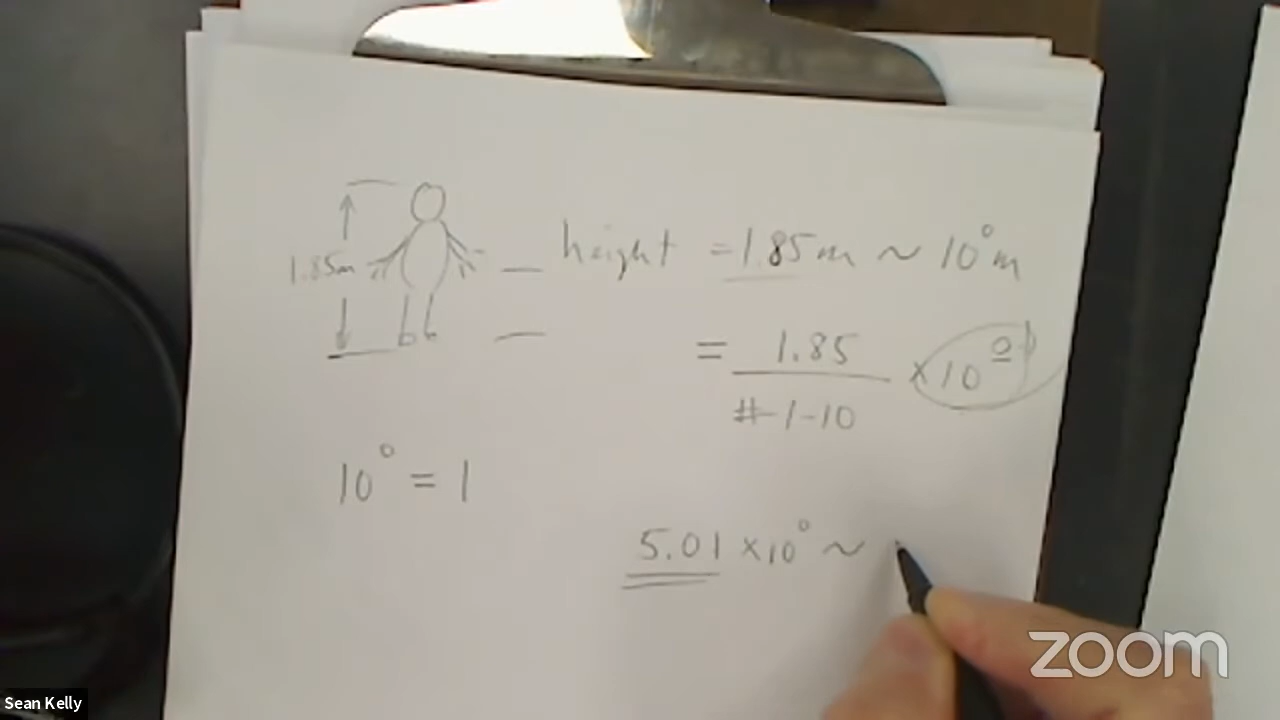 1.85m
height = 1.85m ~ 10⁰m
= 1.85 / #-1-10 × 10⁰
10⁰ = 1
5.01 × 10⁰ ~
zoom
Sean Kelly